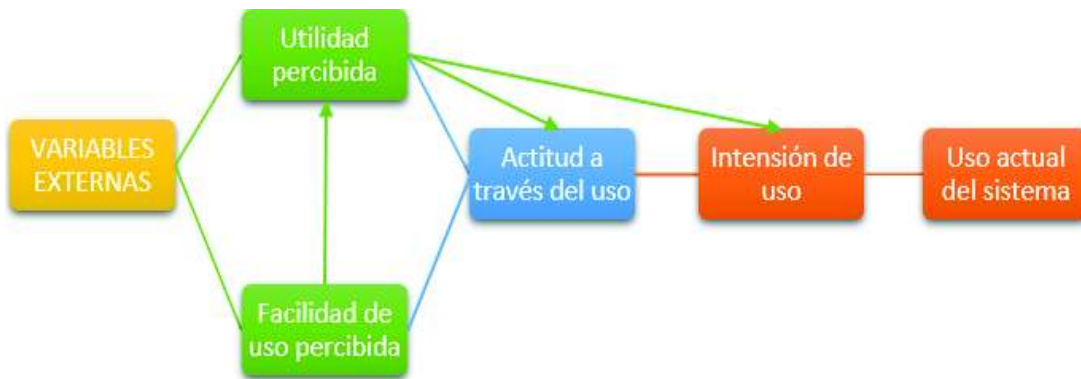 Utilidad
percibida
VARIABLES
EXTERNAS
Actitud a
través del uso
Intensión de
uso
Uso actual
del sistema
Facilidad de
uso percibida